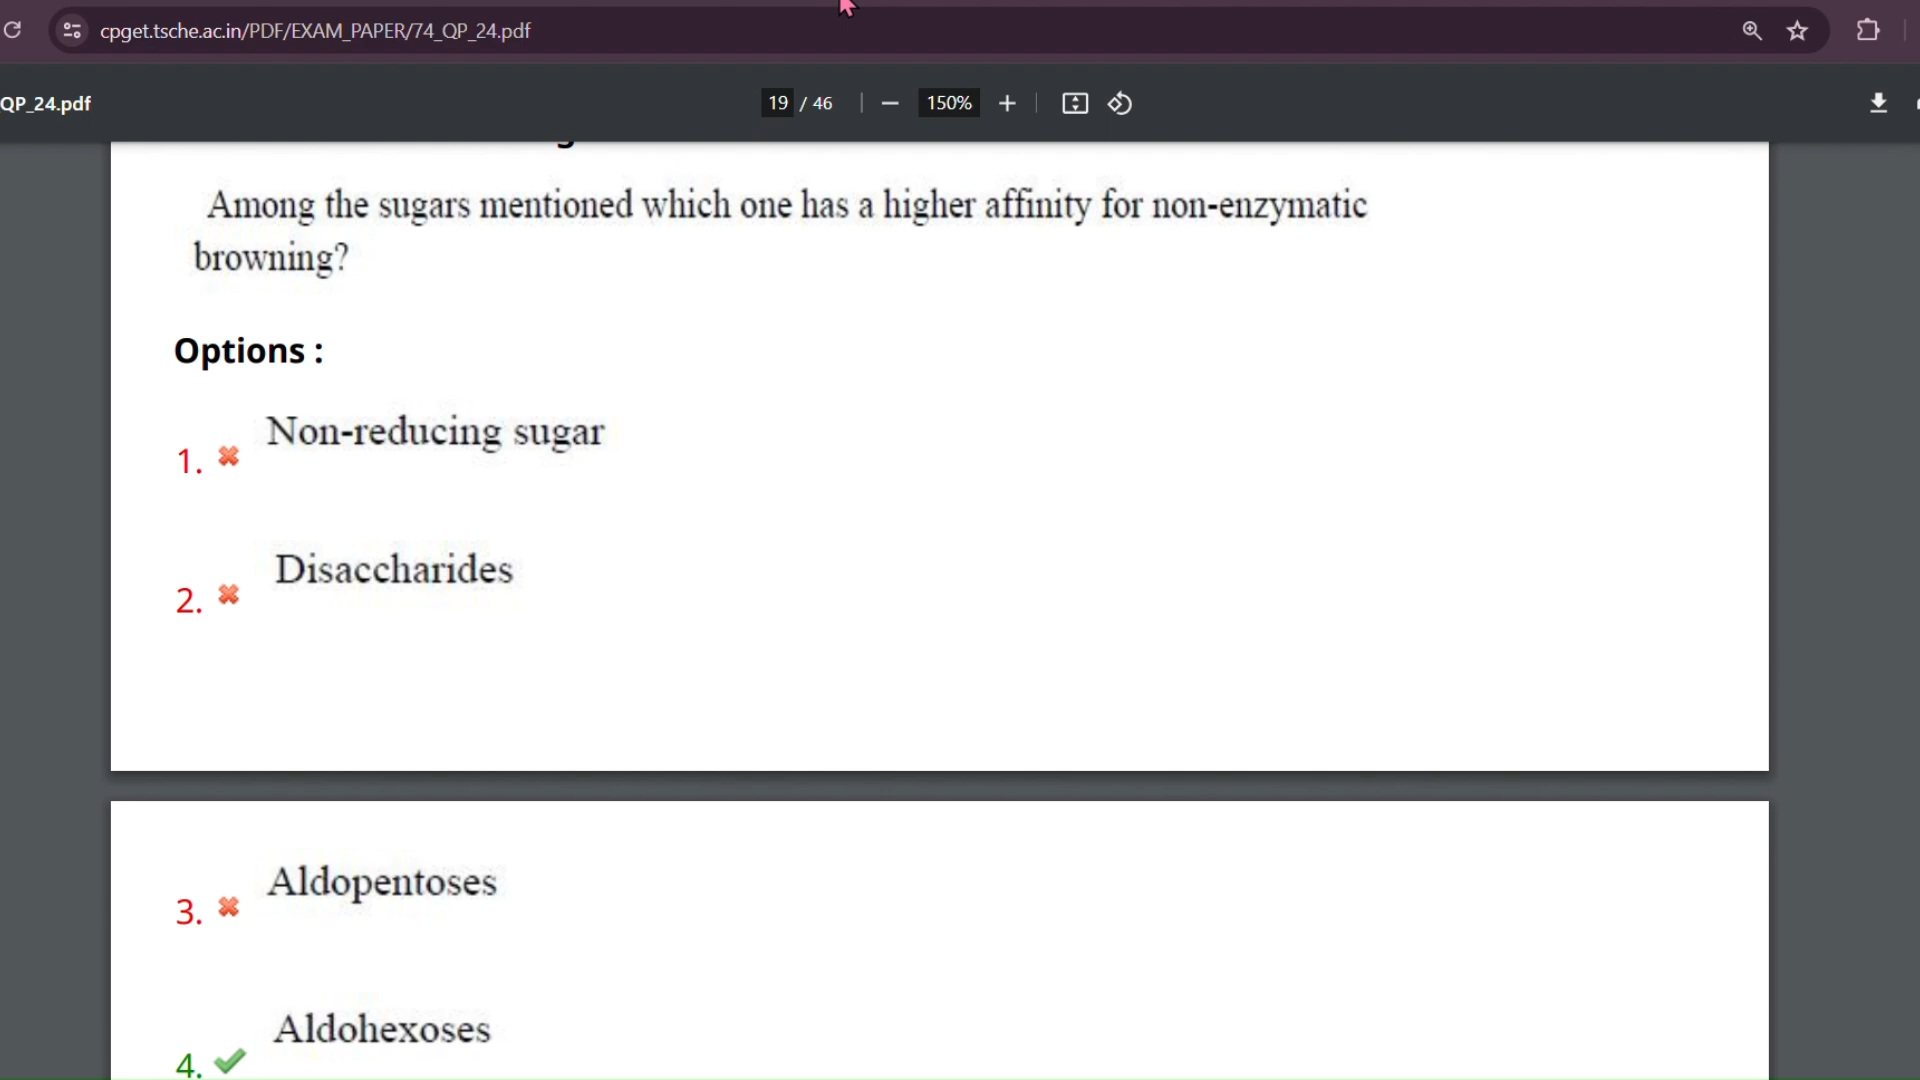 cpget.tsche.ac.in/PDF/EXAM_PAPER/74_QP_24.pdf
QP_24.pdf
19 / 46
150%
Among the sugars mentioned which one has a higher affinity for non-enzymatic
browning?
Options :
Non-reducing sugar
1.
Disaccharides
2.
Aldopentoses
3.
Aldohexoses
4.